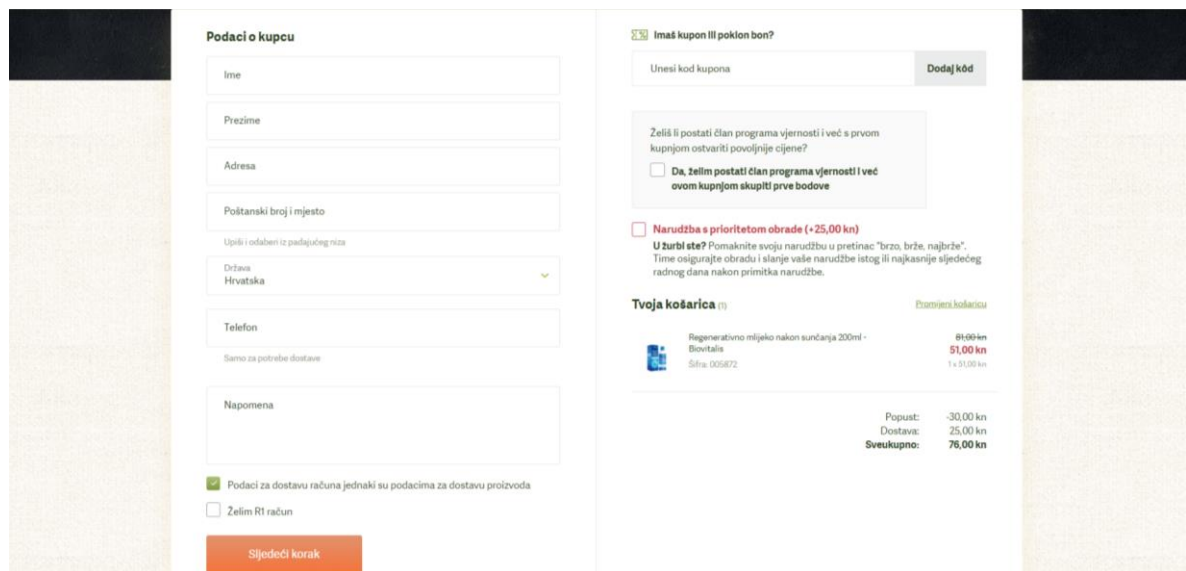 Podaci o kupcu
Ime
Prezime
Adresa
Poštanski broj i mjesto
Upiši i odaberi iz padajućeg niza
Država
Hrvatska
Telefon
Samo za potrebe dostave
Napomena
Podaci za dostavu računa jednaki su podacima za dostavu proizvoda
Želim R1 račun
Sljedeći korak
Imaš kupon ili poklon bon?
Unesi kod kupona
Dodaj kôd
Želiš li postati član programa vjernosti i već s prvom
kupnjom ostvariti povoljnije cijene?
Da, želim postati član programa vjernosti i već
ovom kupnjom skupiti prve bodove
Narudžba s prioritetom obrade (+25,00 kn)
U žurbi ste? Pomaknite svoju narudžbu u pretinac "brzo, brže, najbrže".
Time osigurajte obradu i slanje vaše narudžbe istog ili najkasnije sljedećeg
radnog dana nakon primitka narudžbe.
Tvoja košarica (1)
Promijeni košaricu
Regenerativno mlijeko nakon sunčanja 200ml -
Biovitalis
Šifra: 005872
81,00 kn
51,00 kn
1 x 51,00 kn
Popust: -30,00 kn
Dostava: 25,00 kn
Sveukupno: 76,00 kn